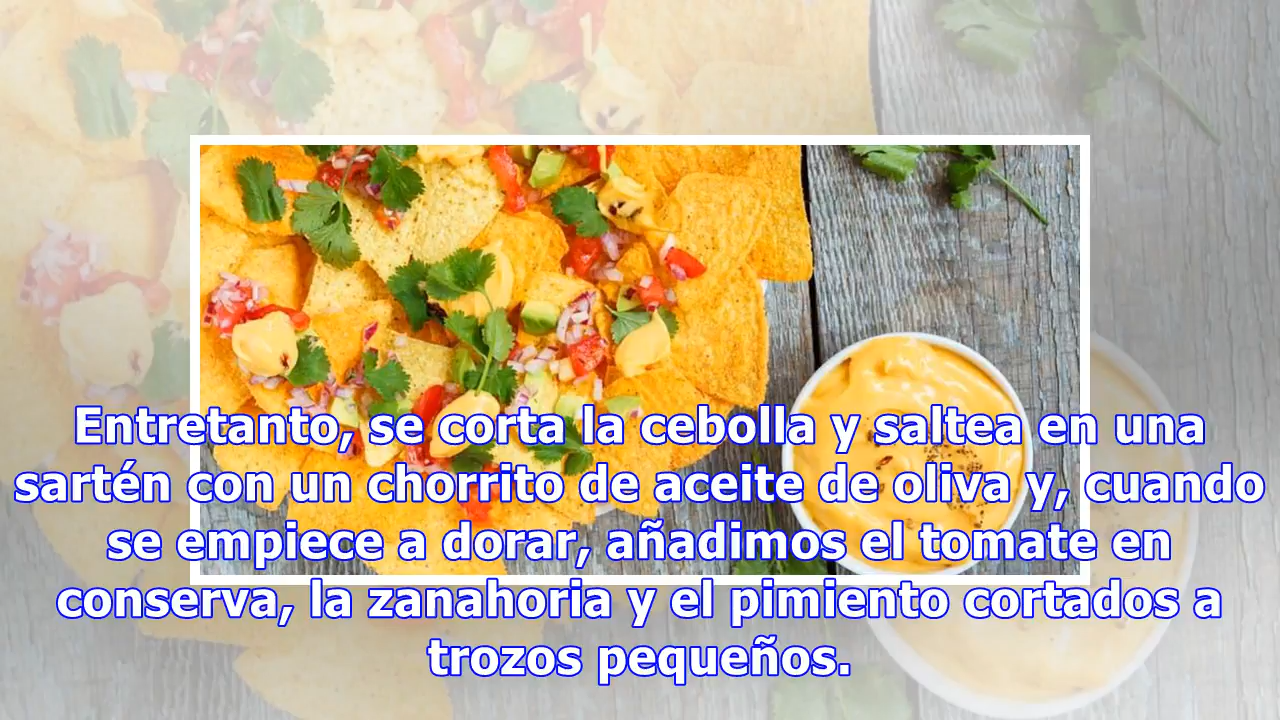 Entretanto, se corta la cebolla y saltea en una
sartén con un chorrito de aceite de oliva y, cuando
se empiece a dorar, añadimos el tomate en
conserva, la zanahoria y el pimiento cortados a
trozos pequeños.